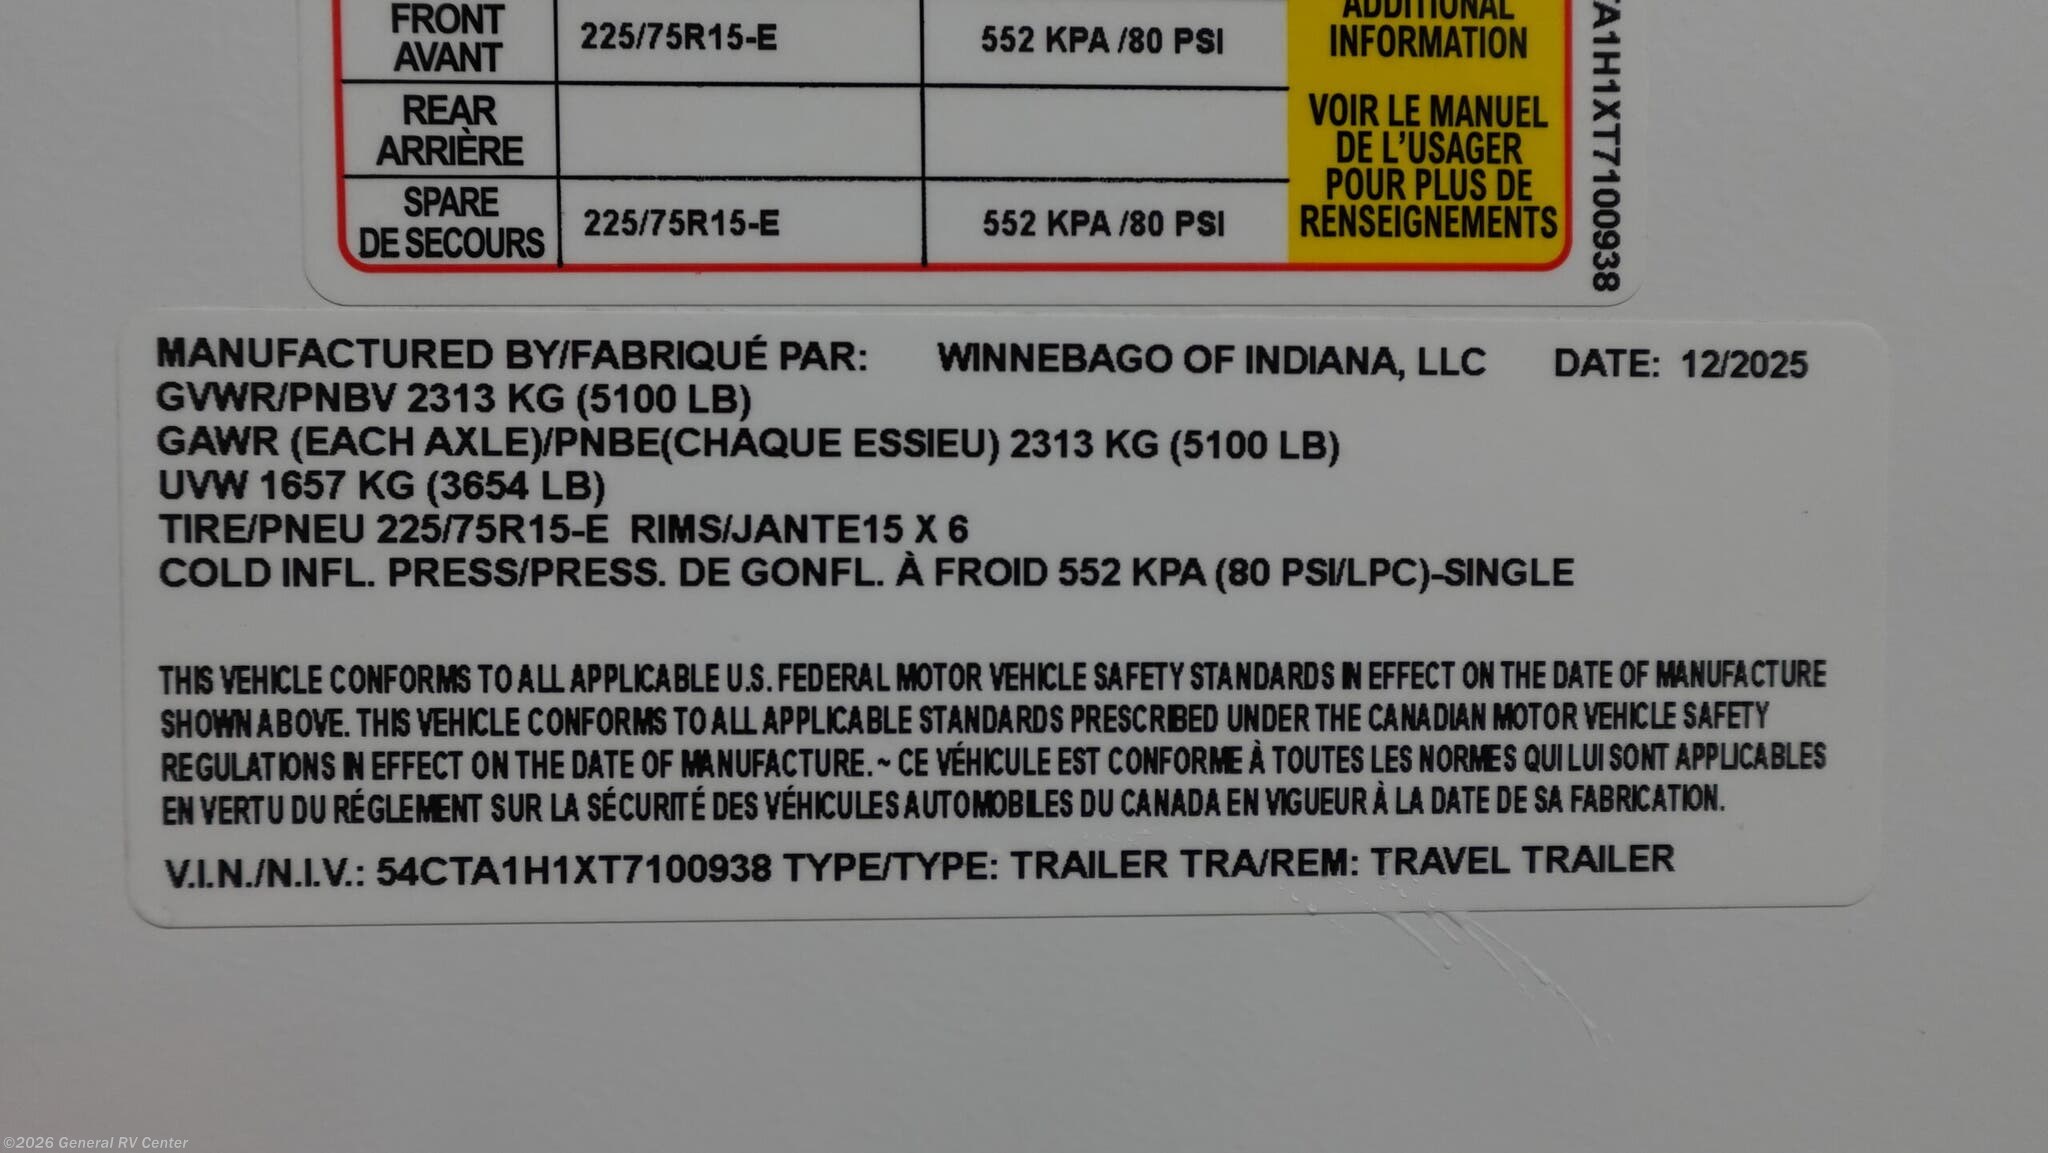 FRONT
AVANT
225/75R15-E
552 KPA /80 PSI
ADDITIONAL
INFORMATION
REAR
ARRIÈRE
VOIR LE MANUEL
DE L'USAGER
POUR PLUS DE
RENSEIGNEMENTS
SPARE
DE SECOURS
225/75R15-E
552 KPA /80 PSI
TA1H1XT7100938
MANUFACTURED BY/FABRIQUÉ PAR: WINNEBAGO OF INDIANA, LLC DATE: 12/2025
GVWR/PNBV 2313 KG (5100 LB)
GAWR (EACH AXLE)/PNBE(CHAQUE ESSIEU) 2313 KG (5100 LB)
UVW 1657 KG (3654 LB)
TIRE/PNEU 225/75R15-E RIMS/JANTE15 X 6
COLD INFL. PRESS/PRESS. DE GONFL. À FROID 552 KPA (80 PSI/LPC)-SINGLE
THIS VEHICLE CONFORMS TO ALL APPLICABLE U.S. FEDERAL MOTOR VEHICLE SAFETY STANDARDS IN EFFECT ON THE DATE OF MANUFACTURE
SHOWN ABOVE. THIS VEHICLE CONFORMS TO ALL APPLICABLE STANDARDS PRESCRIBED UNDER THE CANADIAN MOTOR VEHICLE SAFETY
REGULATIONS IN EFFECT ON THE DATE OF MANUFACTURE. ~ CE VÉHICULE EST CONFORME À TOUTES LES NORMES QUI LUI SONT APPLICABLES
EN VERTU DU RÉGLEMENT SUR LA SÉCURITÉ DES VÉHICULES AUTOMOBILES DU CANADA EN VIGUEUR À LA DATE DE SA FABRICATION.
V.I.N./N.I.V.: 54CTA1H1XT7100938 TYPE/TYPE: TRAILER TRA/REM: TRAVEL TRAILER
©2026 General RV Center